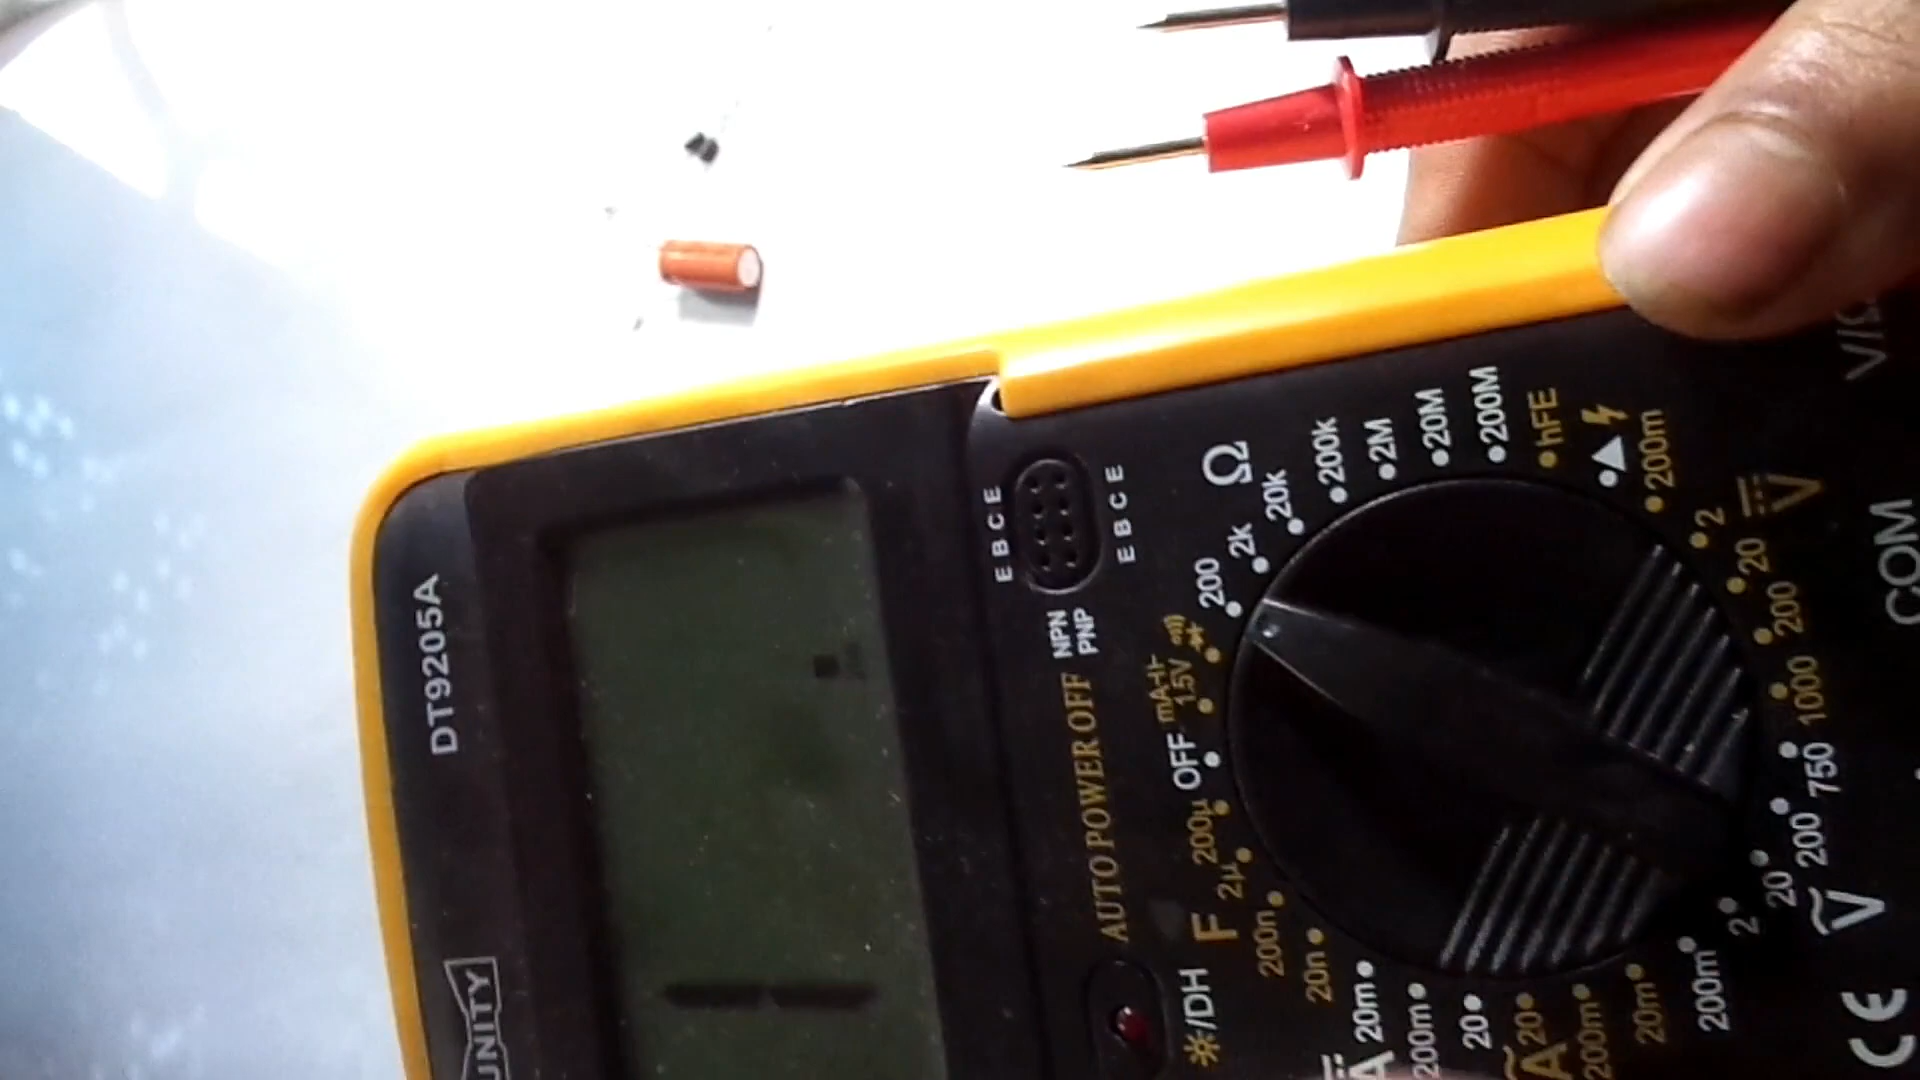 DT9205A
UNITY
1
E B C E
E B C E
NPN
PNP
AUTO POWER OFF
☼/DH
Ω
200
2k
20k
200k
2M
20M
200M
hFE
200m
2
20
200
1000
V
750
200
20
2
200m
V
20m
200m
20
A
20
200m
20m
A
20n
200n
2µ
200µ
F
OFF
1.5V
COM
CE